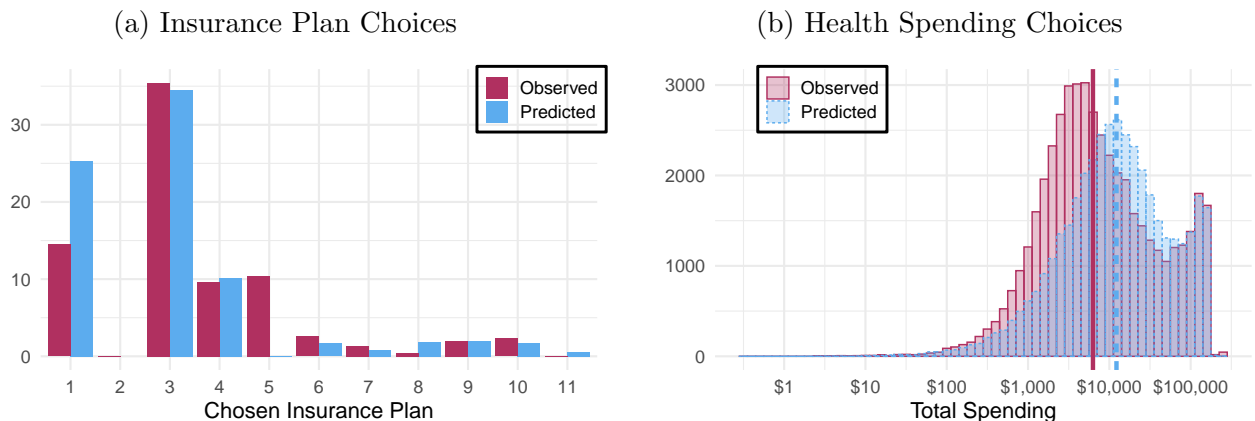 (a) Insurance Plan Choices
Observed
Predicted
30
20
10
0
1 2 3 4 5 6 7 8 9 10 11
Chosen Insurance Plan
(b) Health Spending Choices
Observed
Predicted
3000
2000
1000
0
$1 $10 $100 $1,000 $10,000 $100,000
Total Spending